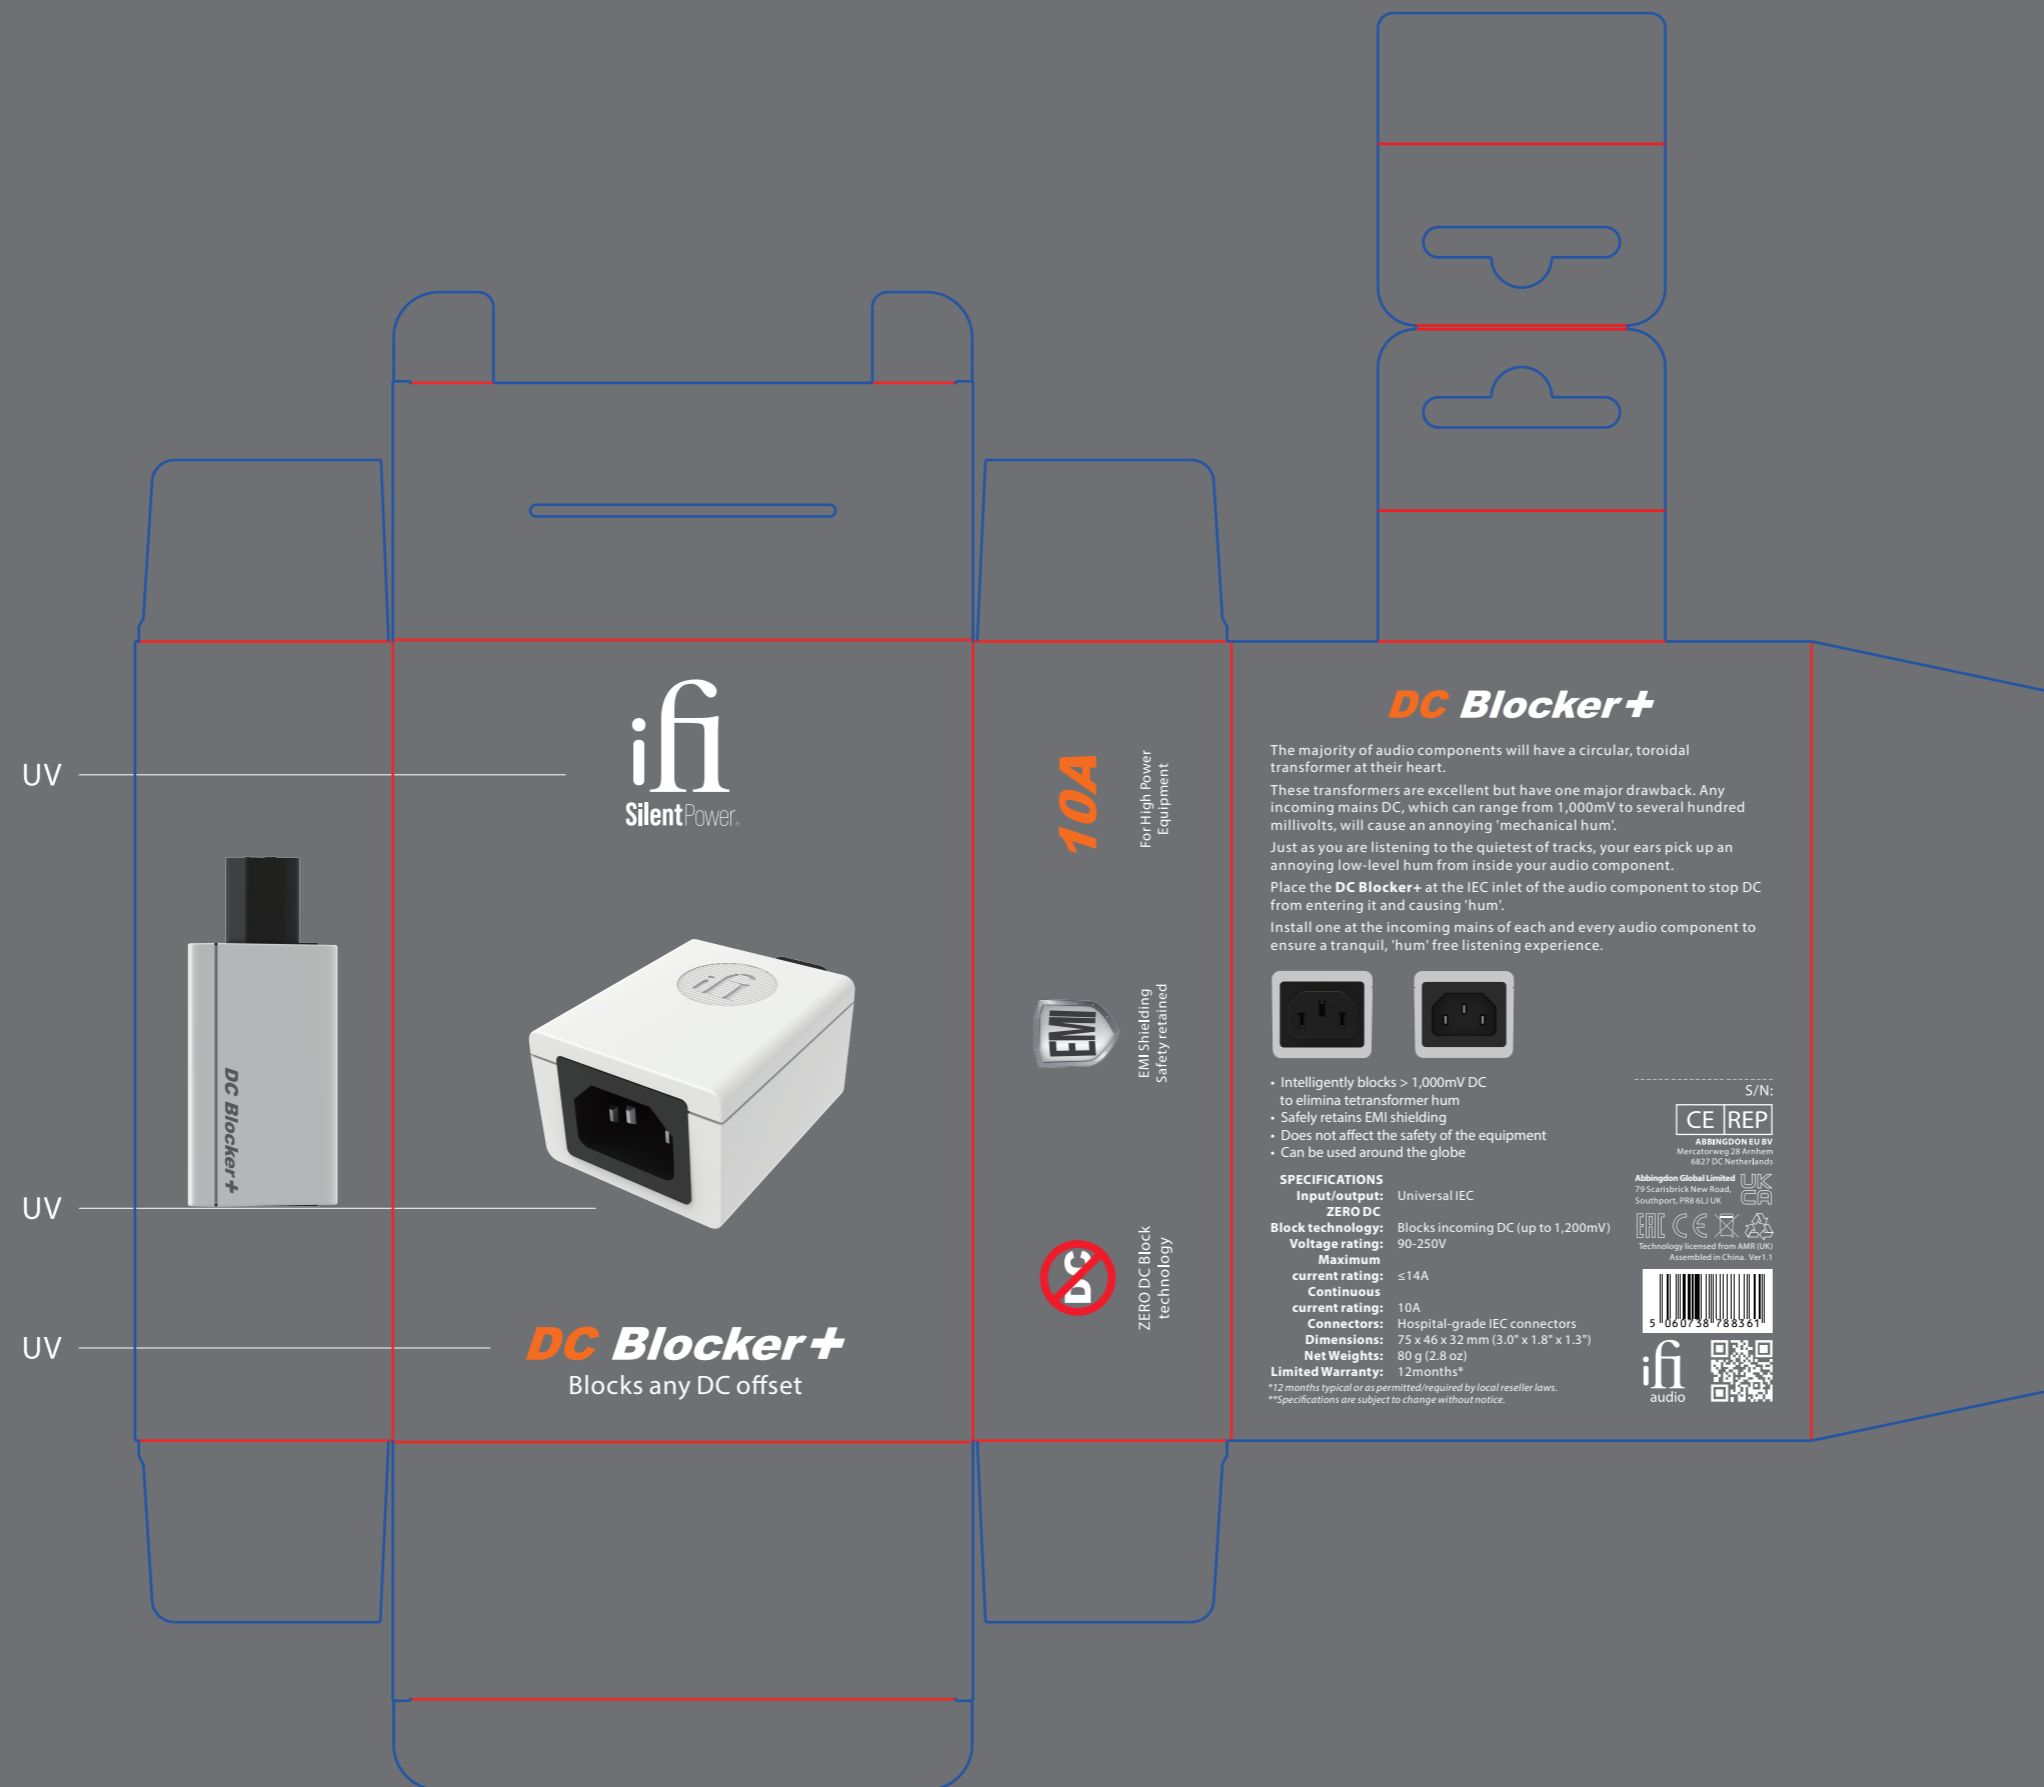 UV
UV
UV
DC Blocker+
ifi
SilentPower®
ifi
DC Blocker+
Blocks any DC offset
10A
For High Power
Equipment
EMI
EMI Shielding
Safety retained
DC
ZERO DC Block
technology
DC Blocker+
The majority of audio components will have a circular, toroidal
transformer at their heart.
These transformers are excellent but have one major drawback. Any
incoming mains DC, which can range from 1,000mV to several hundred
millivolts, will cause an annoying 'mechanical hum'.
Just as you are listening to the quietest of tracks, your ears pick up an
annoying low-level hum from inside your audio component.
Place the DC Blocker+ at the IEC inlet of the audio component to stop DC
from entering it and causing 'hum'.
Install one at the incoming mains of each and every audio component to
ensure a tranquil, 'hum' free listening experience.
• Intelligently blocks > 1,000mV DC
to elimina tetransformer hum
• Safely retains EMI shielding
• Does not affect the safety of the equipment
• Can be used around the globe
SPECIFICATIONS
Input/output: Universal IEC
ZERO DC
Block technology: Blocks incoming DC (up to 1,200mV)
Voltage rating: 90-250V
Maximum
current rating: ≤14A
Continuous
current rating: 10A
Connectors: Hospital-grade IEC connectors
Dimensions: 75 x 46 x 32 mm (3.0" x 1.8" x 1.3")
Net Weights: 80 g (2.8 oz)
Limited Warranty: 12months*
*12 months typical or as permitted/required by local reseller laws.
**Specifications are subject to change without notice.
S/N:
CE REP
ABBINGDON EU BV
Mercatorweg 28 Arnhem
6827 DC Netherlands
Abbingdon Global Limited
79 Scarisbrick New Road,
Southport, PR8 6LJ UK
UK
CA
EAC CE
Technology licensed from AMR (UK)
Assembled in China. Ver1.1
5 060738 788361
ifi
audio